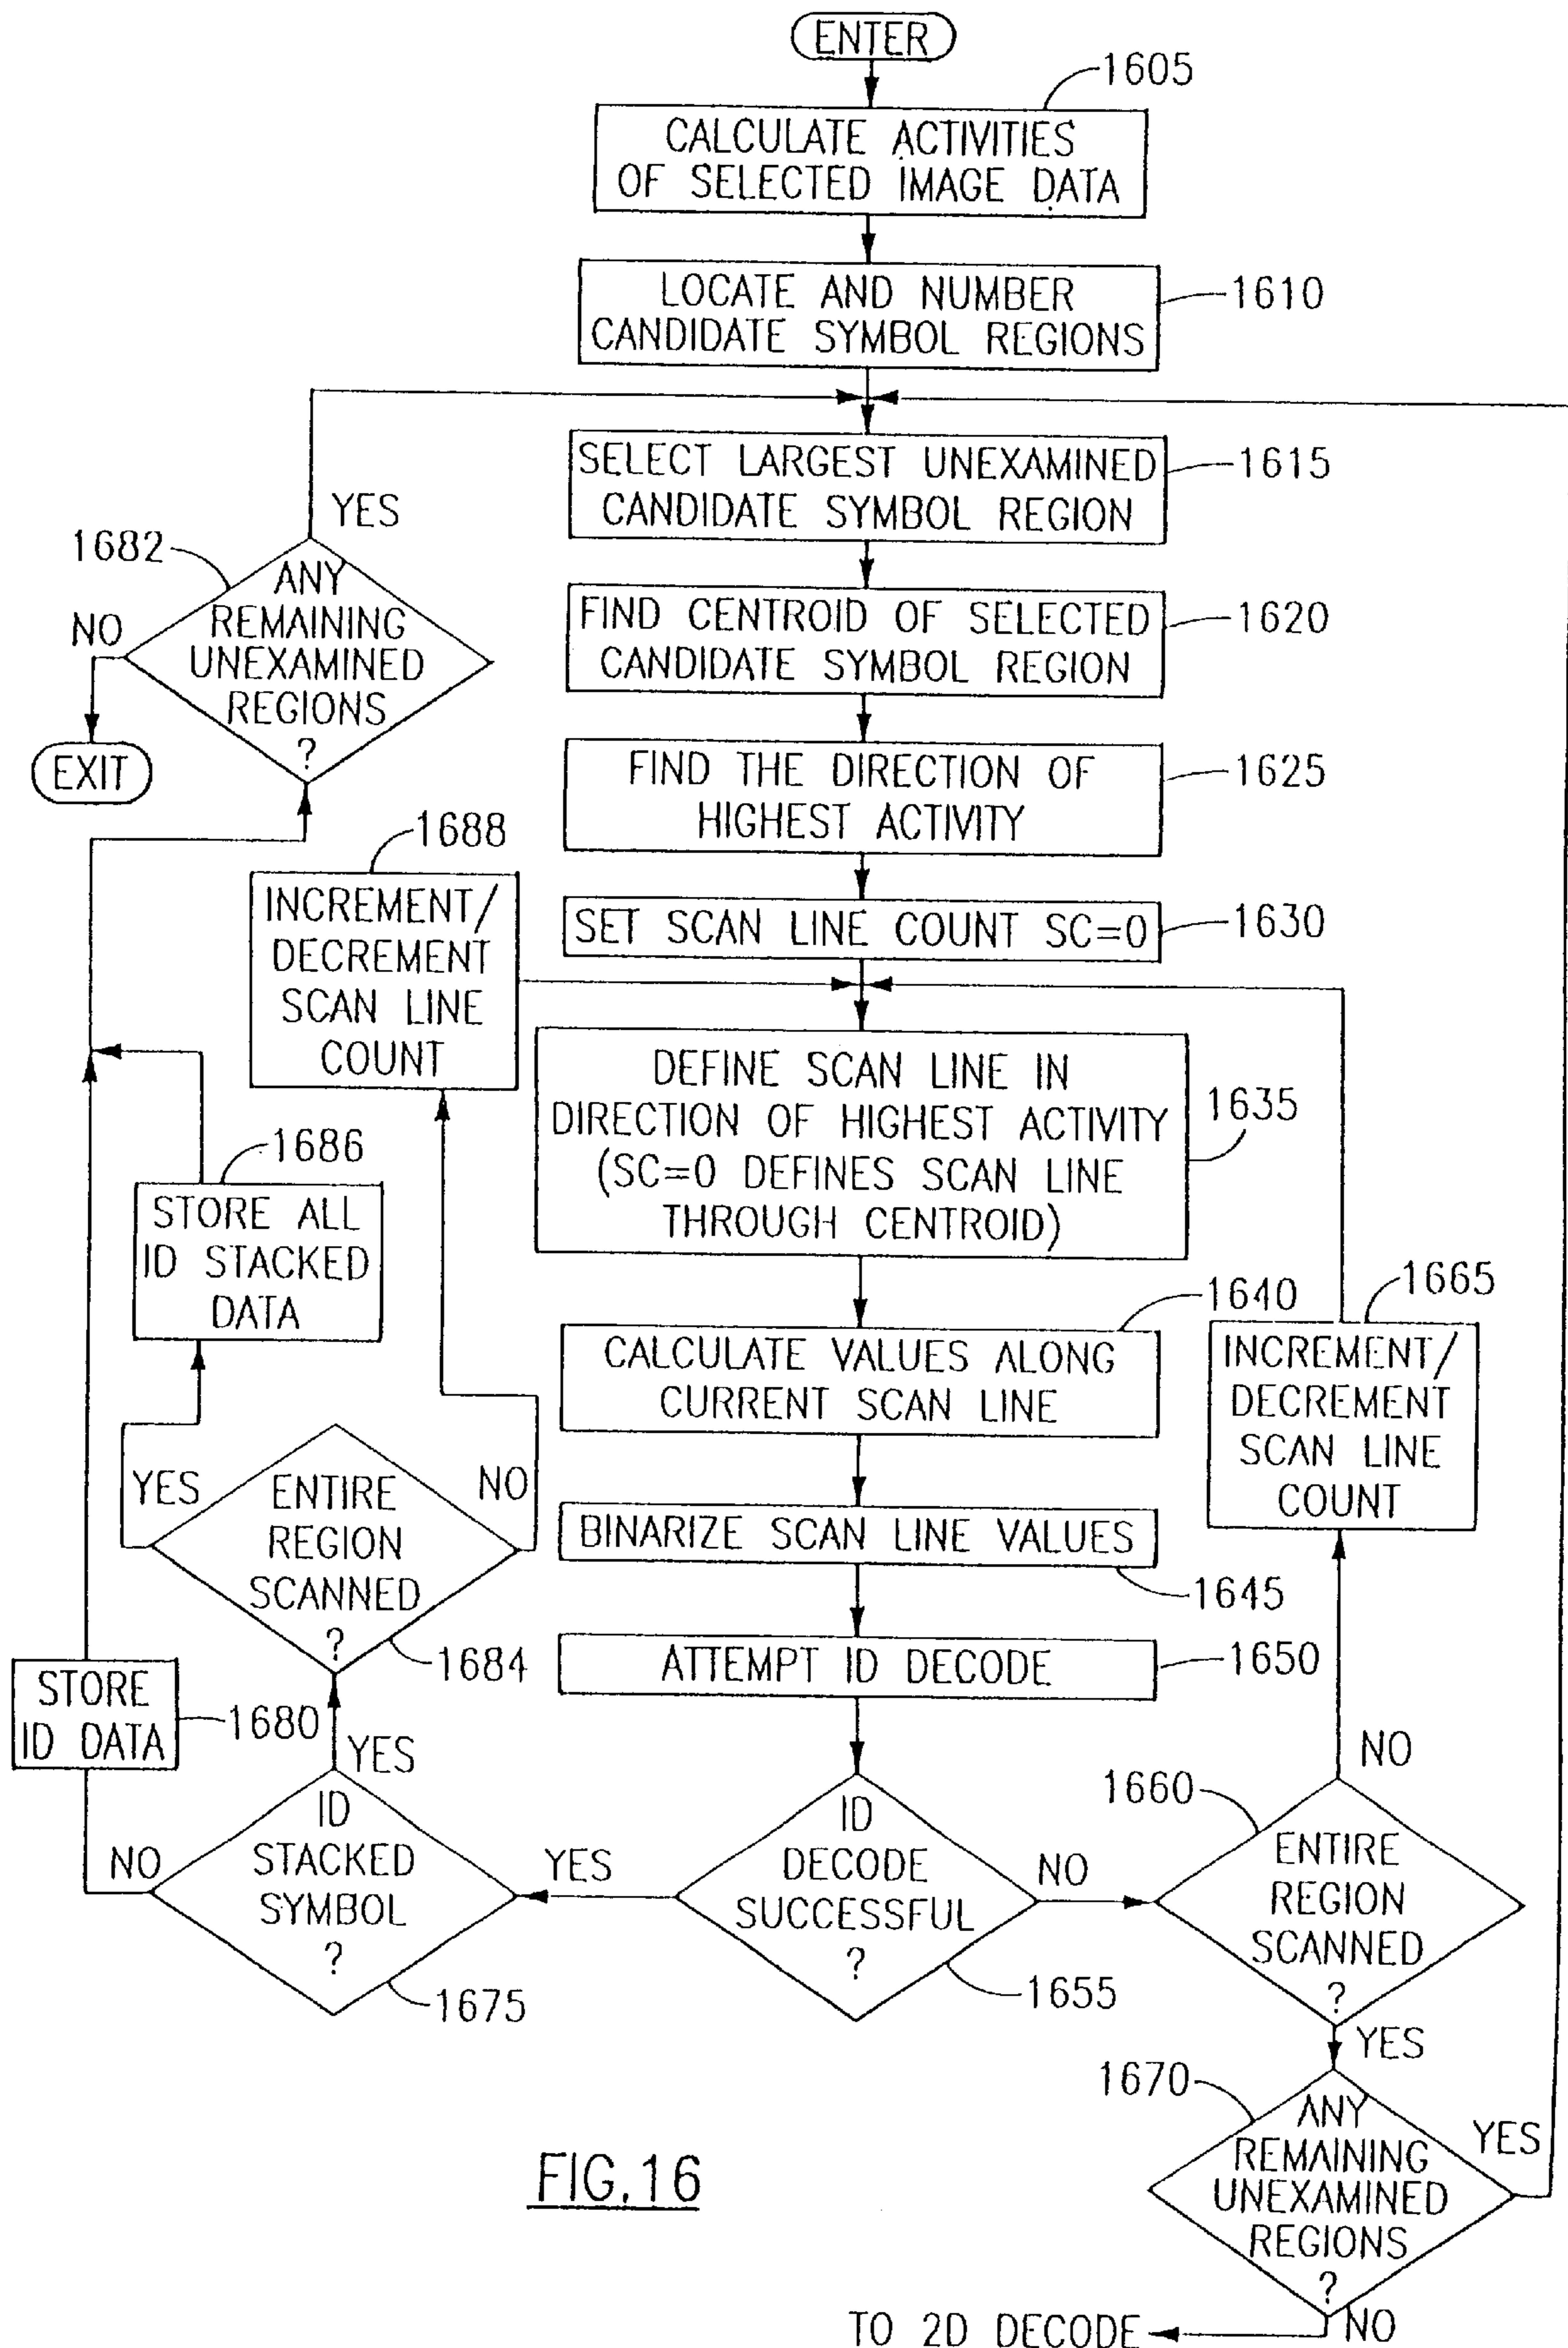 ENTER
1605
CALCULATE ACTIVITIES
OF SELECTED IMAGE DATA
LOCATE AND NUMBER
CANDIDATE SYMBOL REGIONS
1610
SELECT LARGEST UNEXAMINED
CANDIDATE SYMBOL REGION
1615
YES
1682
ANY
REMAINING
UNEXAMINED
REGIONS
?
NO
EXIT
FIND CENTROID OF SELECTED
CANDIDATE SYMBOL REGION
1620
FIND THE DIRECTION OF
HIGHEST ACTIVITY
1625
1688
INCREMENT/
DECREMENT
SCAN LINE
COUNT
SET SCAN LINE COUNT SC=0
1630
DEFINE SCAN LINE IN
DIRECTION OF HIGHEST ACTIVITY
(SC=0 DEFINES SCAN LINE
THROUGH CENTROID)
1635
1686
STORE ALL
ID STACKED
DATA
1640
CALCULATE VALUES ALONG
CURRENT SCAN LINE
1665
INCREMENT/
DECREMENT
SCAN LINE
COUNT
YES
ENTIRE
REGION
SCANNED
?
NO
1684
BINARIZE SCAN LINE VALUES
1645
ATTEMPT ID DECODE
1650
STORE
ID DATA
1680
YES
NO
ID
STACKED
SYMBOL
?
1675
YES
ID
DECODE
SUCCESSFUL
?
1655
NO
NO
1660
ENTIRE
REGION
SCANNED
?
YES
1670
ANY
REMAINING
UNEXAMINED
REGIONS
?
YES
NO
TO 2D DECODE
FIG.16